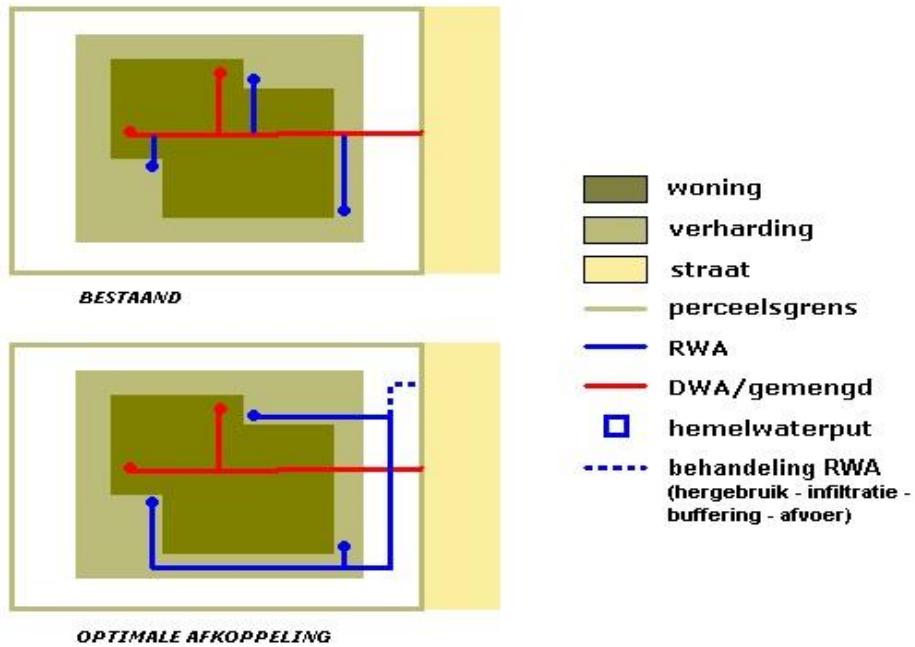 BESTAAND
OPTIMALE AFKOPPELING
woning
verharding
straat
perceelsgrens
RWA
DWA/gemengd
hemelwaterput
behandeling RWA
(hergebruik - infiltratie -
buffering - afvoer)